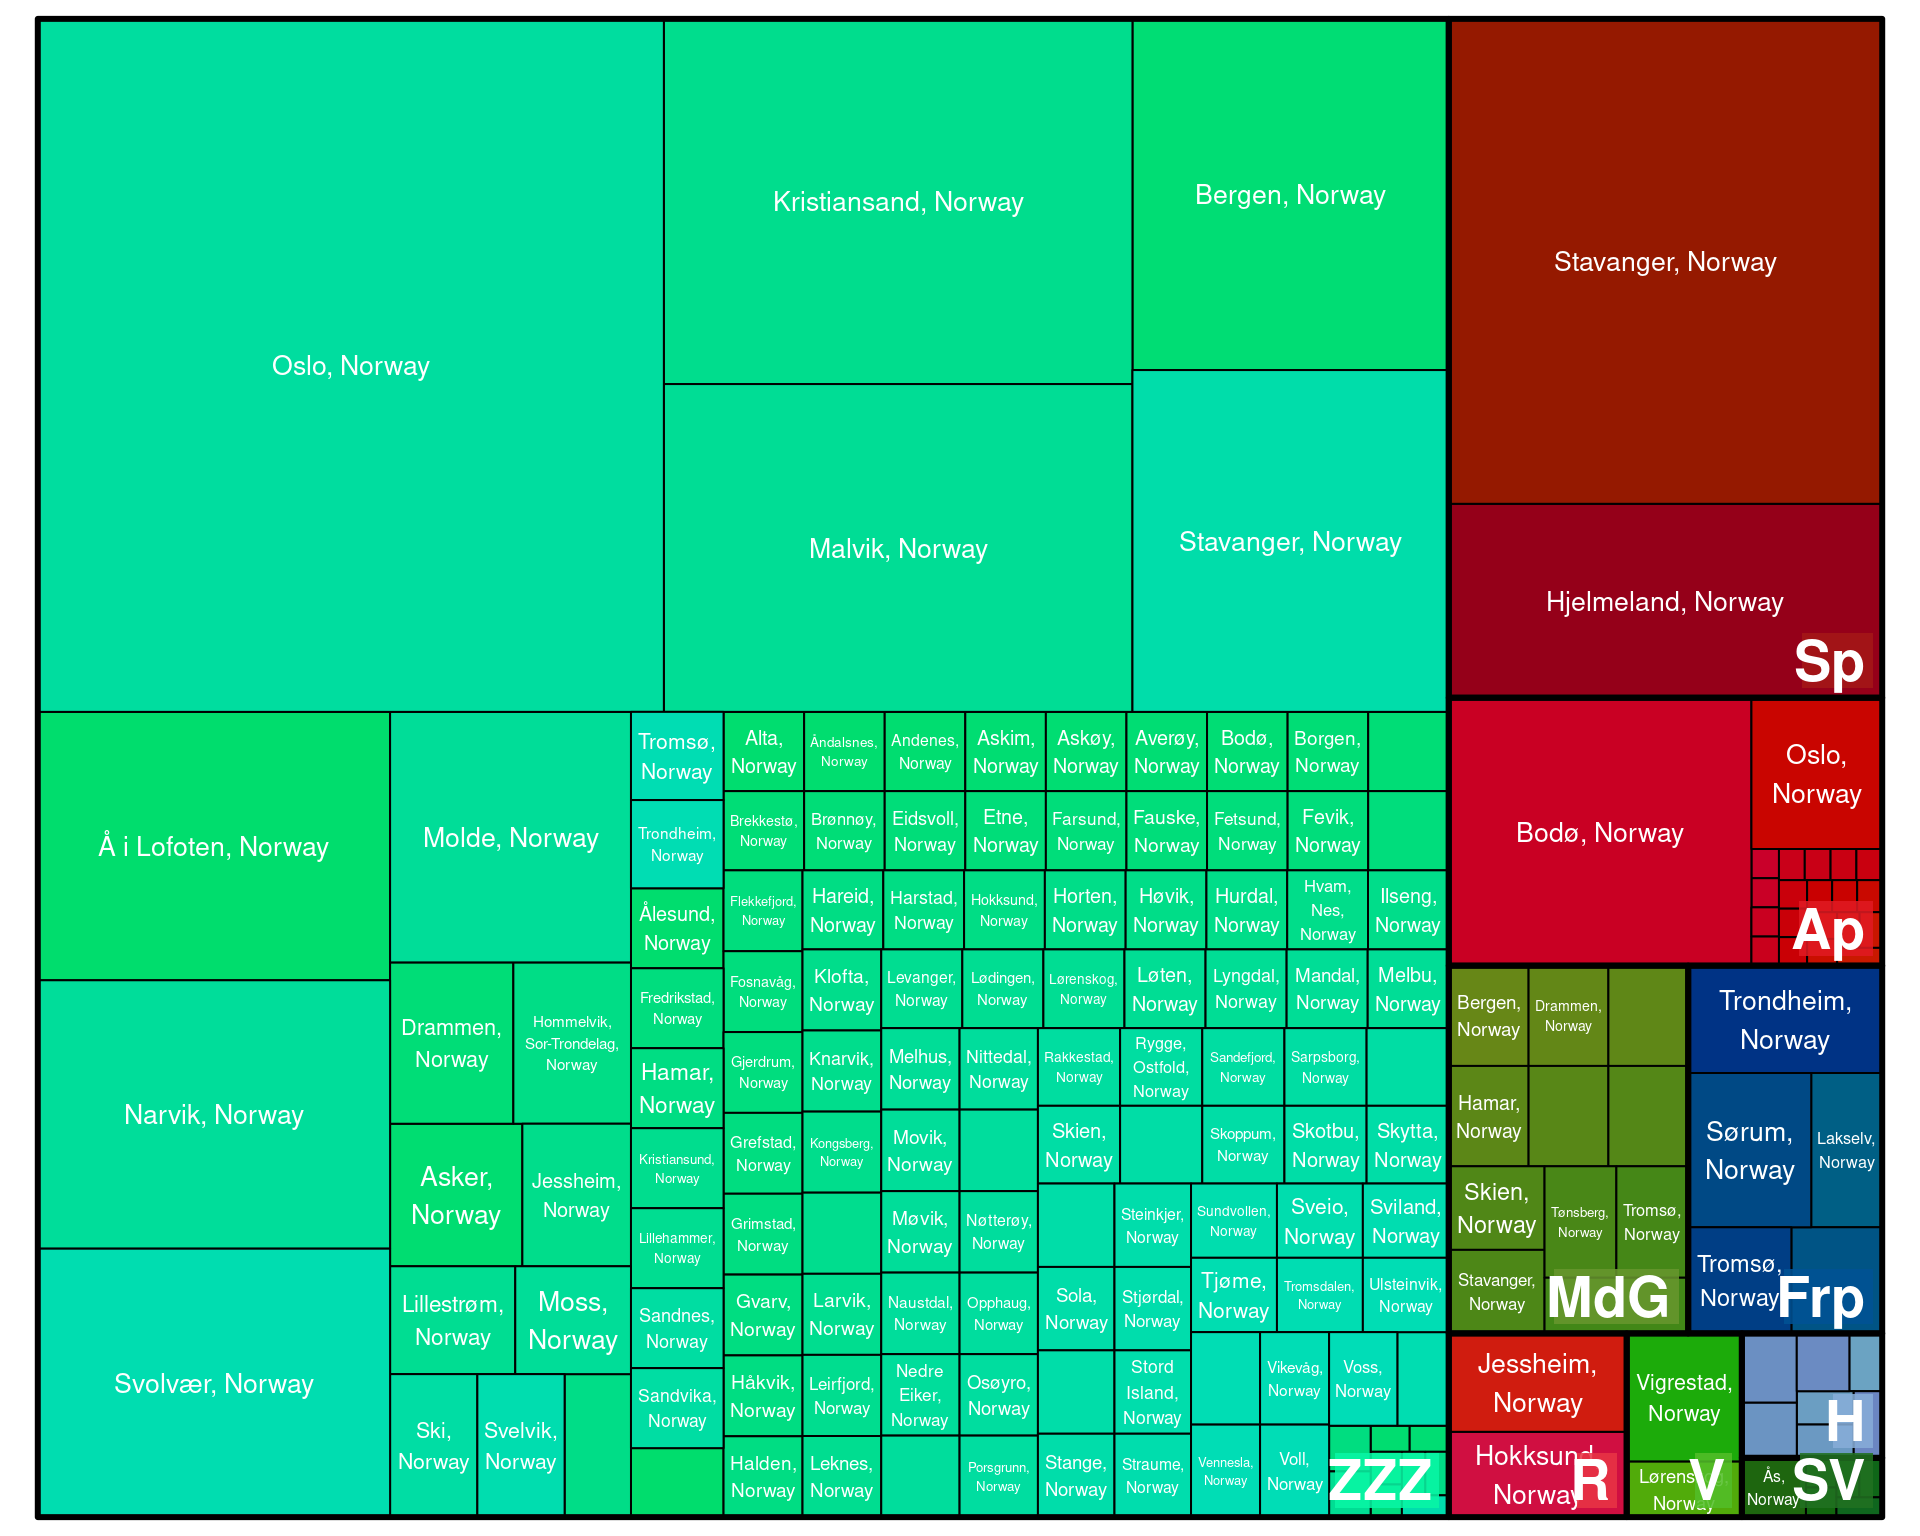 Oslo, Norway
Kristiansand, Norway
Bergen, Norway
Malvik, Norway
Stavanger, Norway
Å i Lofoten, Norway
Narvik, Norway
Svolvær, Norway
Molde, Norway
Drammen,
Norway
Hommelvik,
Sor-Trondelag,
Norway
Asker,
Norway
Jessheim,
Norway
Lillestrøm,
Norway
Moss,
Norway
Ski,
Norway
Svelvik,
Norway
Tromsø,
Norway
Trondheim,
Norway
Ålesund,
Norway
Fredrikstad,
Norway
Hamar,
Norway
Kristiansund,
Norway
Lillehammer,
Norway
Sandnes,
Norway
Sandvika,
Norway
Alta,
Norway
Åndalsnes,
Norway
Andenes,
Norway
Askim,
Norway
Askøy,
Norway
Averøy,
Norway
Bodø,
Norway
Borgen,
Norway
Brekkestø,
Norway
Brønnøy,
Norway
Eidsvoll,
Norway
Etne,
Norway
Farsund,
Norway
Fauske,
Norway
Fetsund,
Norway
Fevik,
Norway
Flekkefjord,
Norway
Hareid,
Norway
Harstad,
Norway
Hokksund,
Norway
Horten,
Norway
Høvik,
Norway
Hurdal,
Norway
Hvam,
Nes,
Norway
Ilseng,
Norway
Fosnavåg,
Norway
Klofta,
Norway
Levanger,
Norway
Lødingen,
Norway
Lørenskog,
Norway
Løten,
Norway
Lyngdal,
Norway
Mandal,
Norway
Melbu,
Norway
Gjerdrum,
Norway
Knarvik,
Norway
Melhus,
Norway
Nittedal,
Norway
Rakkestad,
Norway
Rygge,
Ostfold,
Norway
Sandefjord,
Norway
Sarpsborg,
Norway
Grefstad,
Norway
Kongsberg,
Norway
Movik,
Norway
Skien,
Norway
Skoppum,
Norway
Skotbu,
Norway
Skytta,
Norway
Grimstad,
Norway
Møvik,
Norway
Nøtterøy,
Norway
Steinkjer,
Norway
Sundvollen,
Norway
Sveio,
Norway
Sviland,
Norway
Gvarv,
Norway
Larvik,
Norway
Naustdal,
Norway
Opphaug,
Norway
Sola,
Norway
Stjørdal,
Norway
Tjøme,
Norway
Tromsdalen,
Norway
Ulsteinvik,
Norway
Håkvik,
Norway
Leirfjord,
Norway
Nedre
Eiker,
Norway
Osøyro,
Norway
Stord
Island,
Norway
Vikevåg,
Norway
Voss,
Norway
Halden,
Norway
Leknes,
Norway
Porsgrunn,
Norway
Stange,
Norway
Straume,
Norway
Vennesla,
Norway
Voll,
Norway
ZZZ
Stavanger, Norway
Hjelmeland, Norway
Sp
Bodø, Norway
Oslo,
Norway
Ap
Bergen,
Norway
Drammen,
Norway
Hamar,
Norway
Skien,
Norway
Tønsberg,
Norway
Tromsø,
Norway
Stavanger,
Norway
MdG
Trondheim,
Norway
Sørum,
Norway
Lakselv,
Norway
Tromsø,
Norway
Frp
Jessheim,
Norway
Hokksund,
Norway
R
Vigrestad,
Norway
Norway
V
H
Ås,
Norway
SV